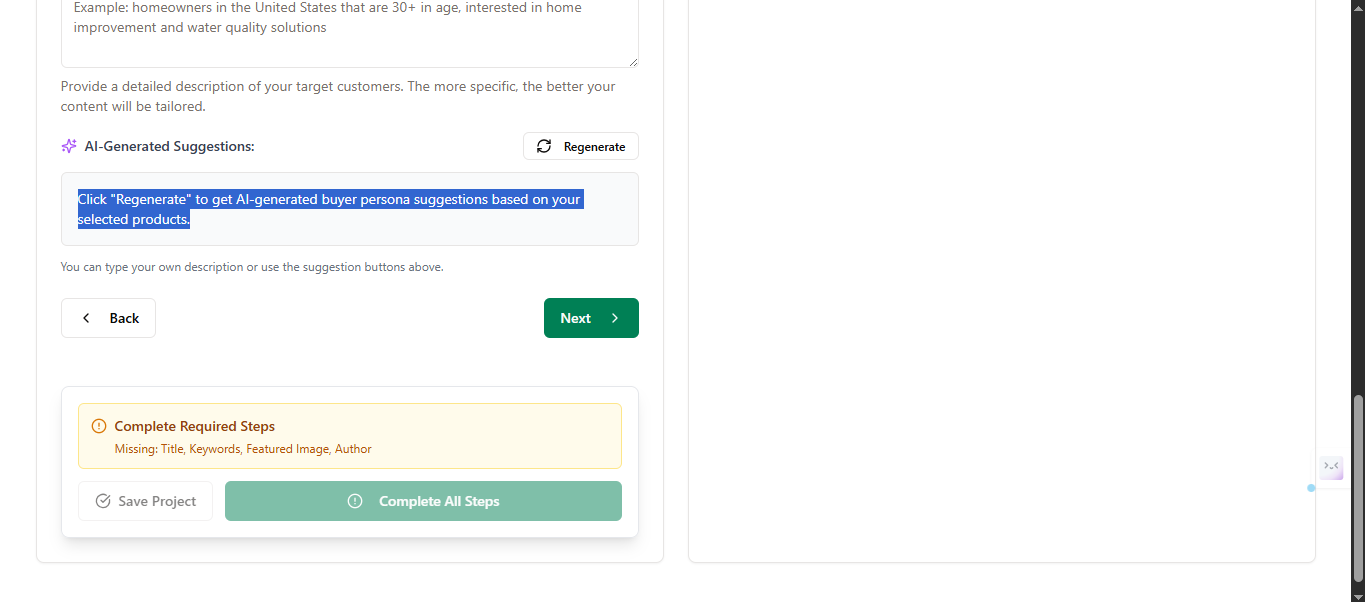 Example: homeowners in the United States that are 30+ in age, interested in home
improvement and water quality solutions
Provide a detailed description of your target customers. The more specific, the better your
content will be tailored.
AI-Generated Suggestions:
Regenerate
Click "Regenerate" to get AI-generated buyer persona suggestions based on your
selected products.
You can type your own description or use the suggestion buttons above.
Back
Next
Complete Required Steps
Missing: Title, Keywords, Featured Image, Author
Save Project
Complete All Steps